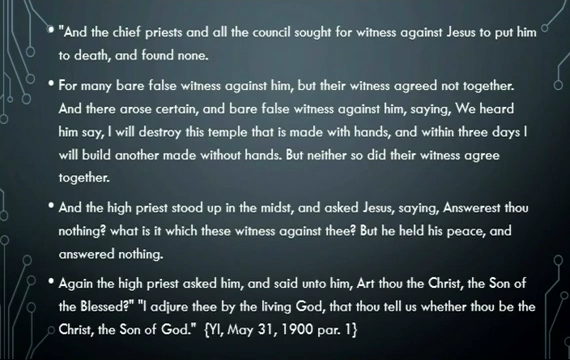 • "And the chief priests and all the council sought for witness against Jesus to put him
to death, and found none.
• For many bare false witness against him, but their witness agreed not together.
And there arose certain, and bare false witness against him, saying, We heard
him say, I will destroy this temple that is made with hands, and within three days I
will build another made without hands. But neither so did their witness agree
together.
• And the high priest stood up in the midst, and asked Jesus, saying, Answerest thou
nothing? what is it which these witness against thee? But he held his peace, and
answered nothing.
• Again the high priest asked him, and said unto him, Art thou the Christ, the Son of
the Blessed?" "I adjure thee by the living God, that thou tell us whether thou be the
Christ, the Son of God." {YI, May 31, 1900 par. 1}